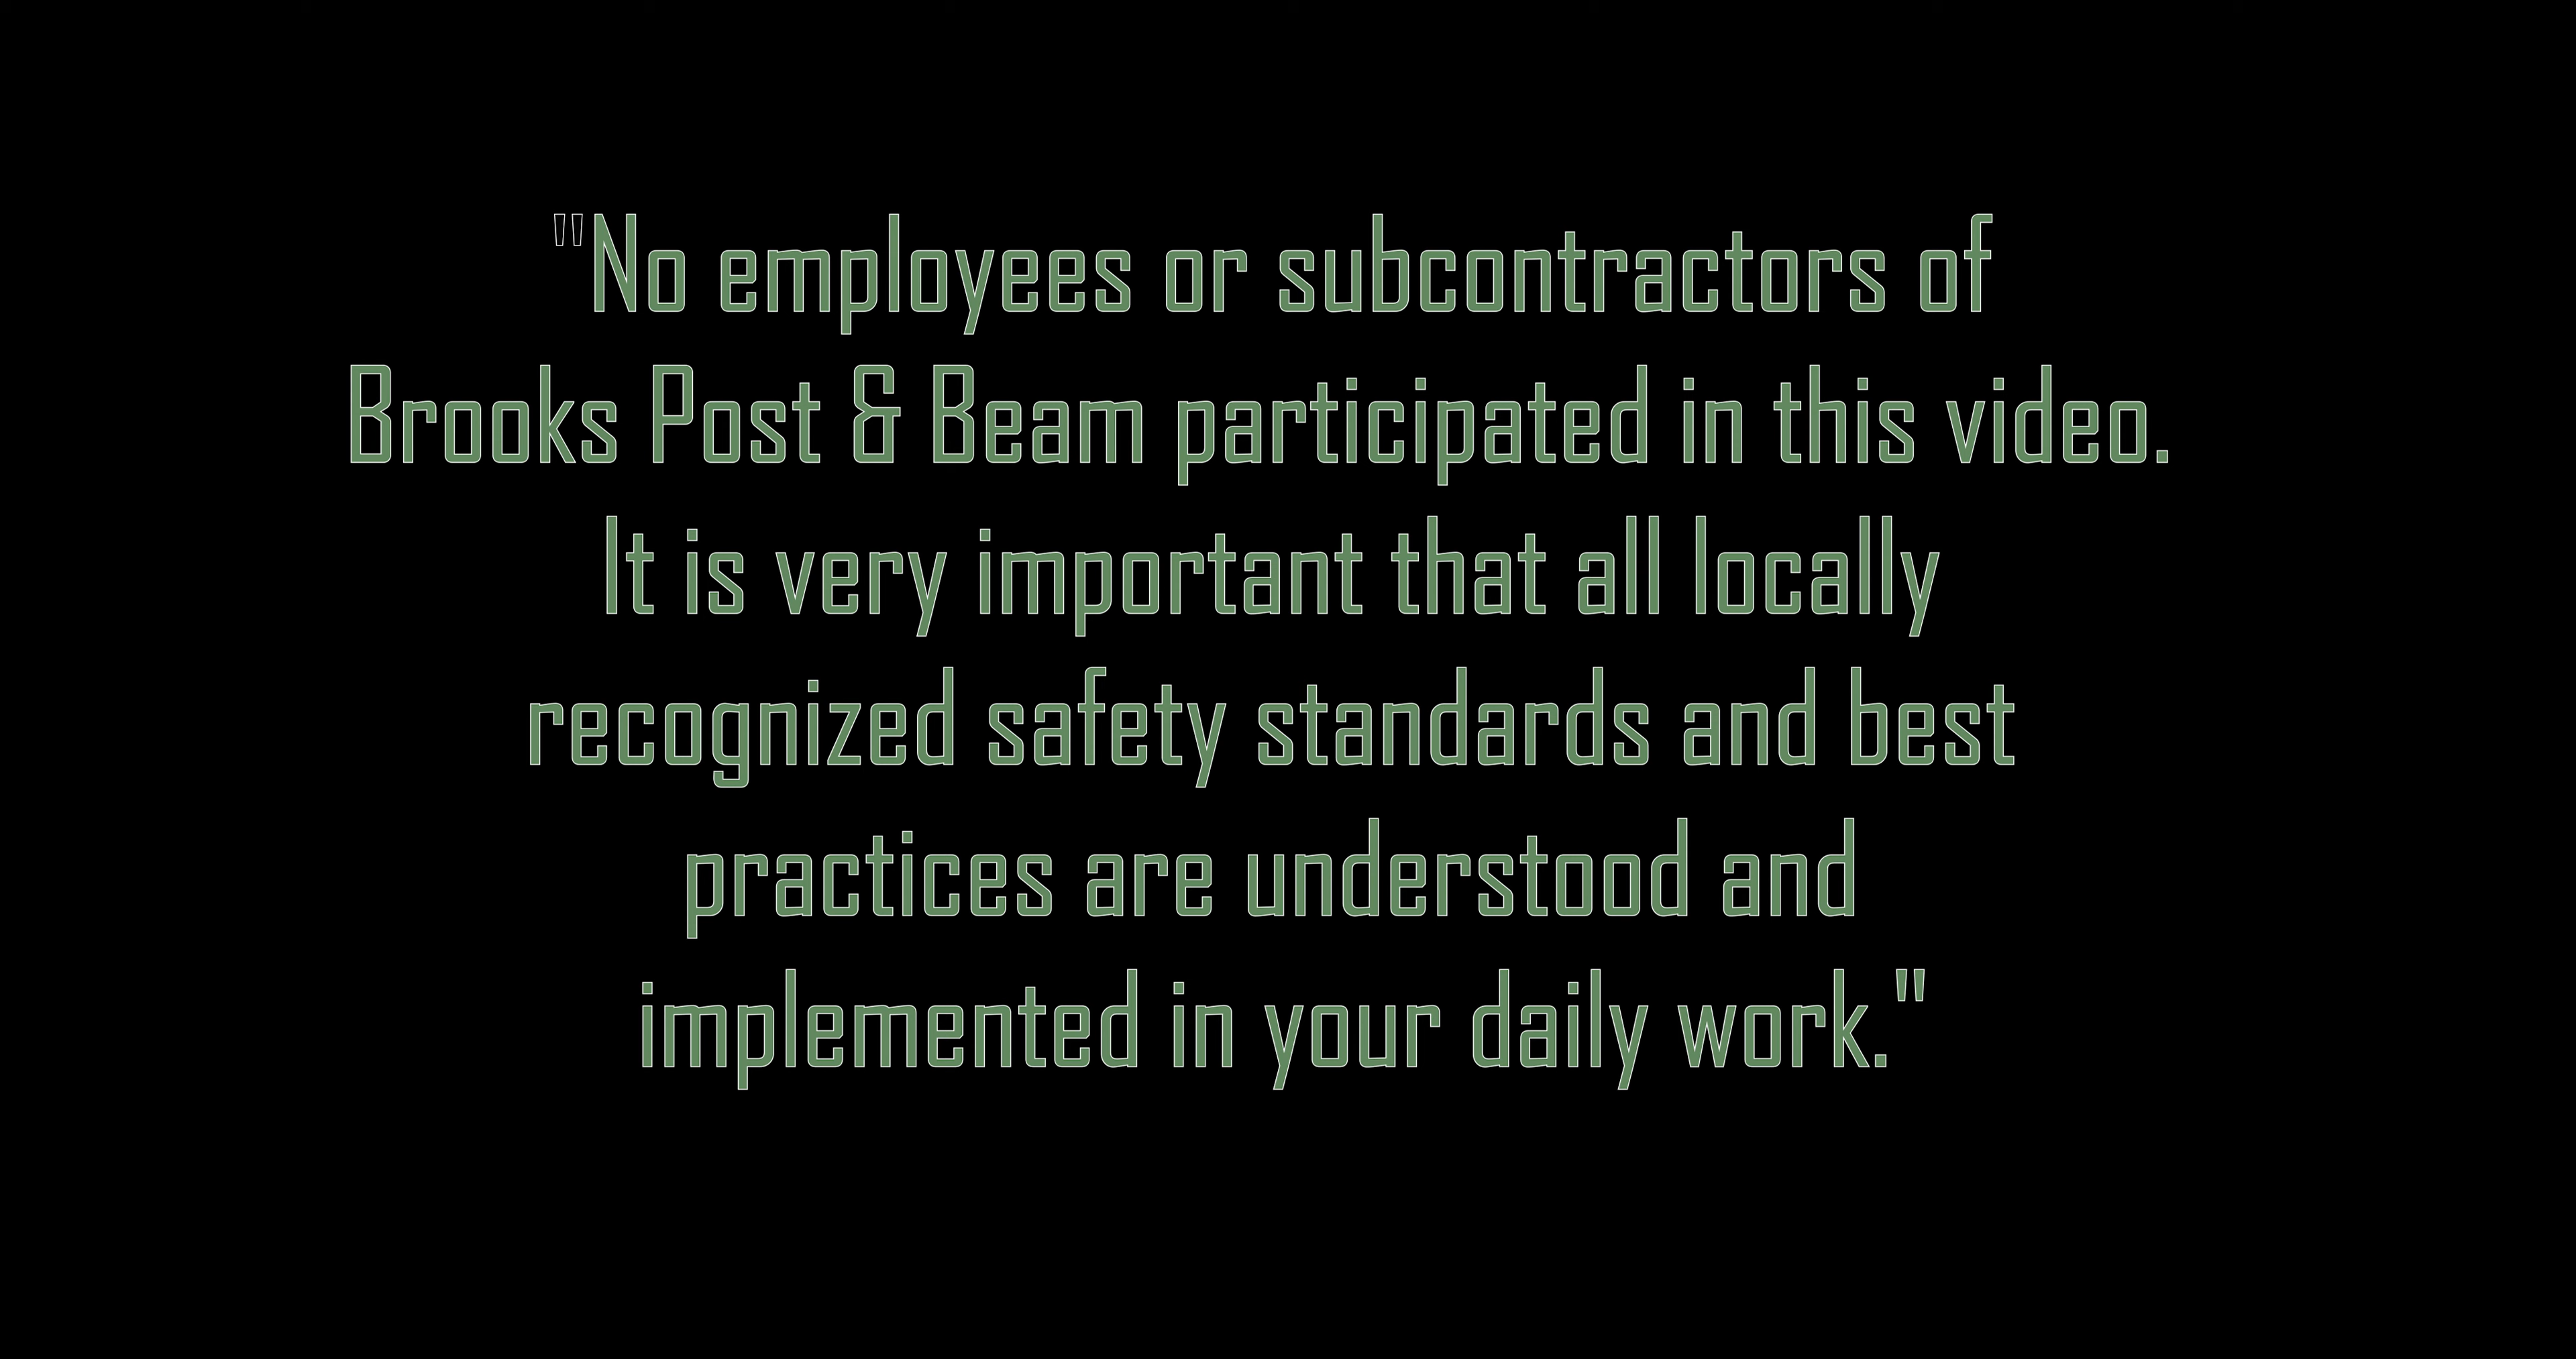 "No employees or subcontractors of
Brooks Post & Beam participated in this video.
It is very important that all locally
recognized safety standards and best
practices are understood and
implemented in your daily work."